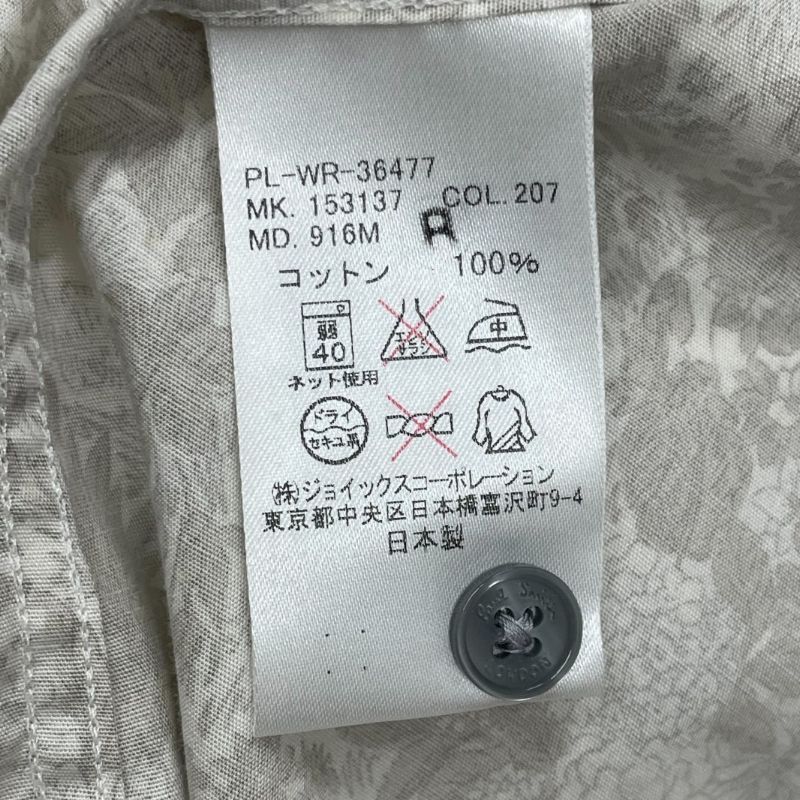 PL-WR-36477
MK. 153137 COL. 207
MD. 916M R
コットン 100%
弱
40
エンソ
サラシ
中
ネット使用
ドライ
セキユ系
(株)ジョイックスコーポレーション
東京都中央区日本橋富沢町9-4
日本製
Paul Smith
LONDON